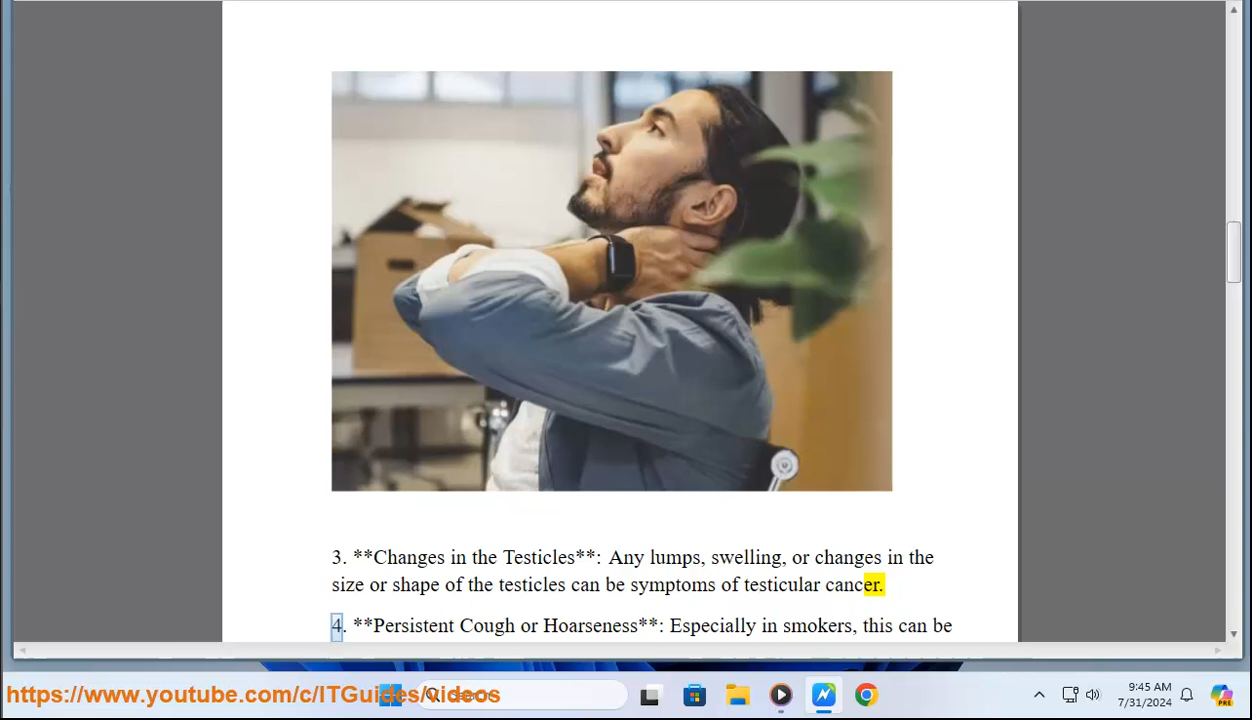 3. **Changes in the Testicles**: Any lumps, swelling, or changes in the
size or shape of the testicles can be symptoms of testicular cancer.
4. **Persistent Cough or Hoarseness**: Especially in smokers, this can be
https://www.youtube.com/c/ITGuides/videos
9:45 AM
7/31/2024
PRE